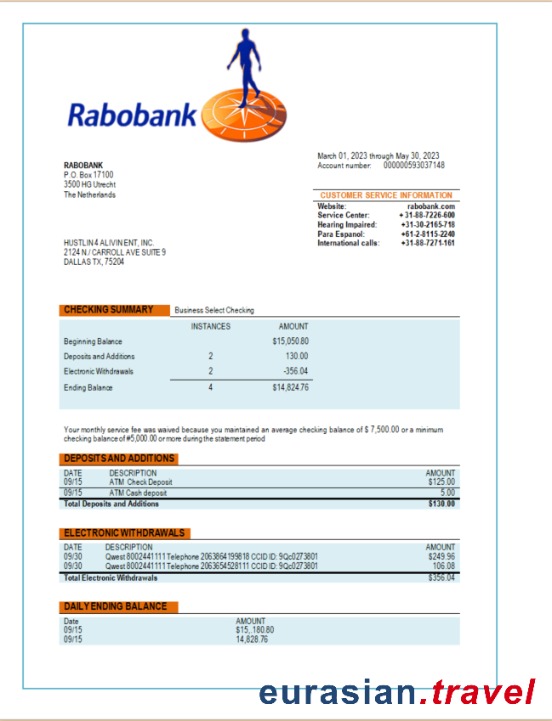 Rabobank
March 01, 2023 through May 30, 2023
Account number: 000000593037148
RABOBANK
P.O. Box 17100
3500 HG Utrecht
The Netherlands
CUSTOMER SERVICE INFORMATION
Website: rabobank.com
Service Center: +31-88-7226-600
Hearing Impaired: +31-30-2165-718
Para Espanol: +61-2-8115-2240
International calls: +31-88-7271-161
HUSTLIN4 ALIVINENT, INC.
2124 N./ CARROLL AVE SUITE 9
DALLAS TX, 75204
CHECKING SUMMARY Business Select Checking
INSTANCES AMOUNT
Beginning Balance $15,050.80
Deposits and Additions 2 130.00
Electronic Withdrawals 2 -356.04
Ending Balance 4 $14,824.76
Your monthly service fee was waived because you maintained an average checking balance of $ 7,500.00 or a minimum
checking balance of #5,000.00 or more during the statement period
DEPOSITS AND ADDITIONS
DATE DESCRIPTION AMOUNT
09/15 ATM Check Deposit $125.00
09/15 ATM Cash deposit 5.00
Total Deposits and Additions $130.00
ELECTRONIC WITHDRAWALS
DATE DESCRIPTION AMOUNT
09/30 Qwest 8002441111 Telephone 2063864199818 CCID ID: 9Qc0273801 $249.96
09/30 Qwest 8002441111 Telephone 2063654528111 CCID ID: 9Qc0273801 106.08
Total Electronic Withdrawals $356.04
DAILY ENDING BALANCE
Date AMOUNT
09/15 $15,.180.80
09/15 14,828.76
eurasian.travel